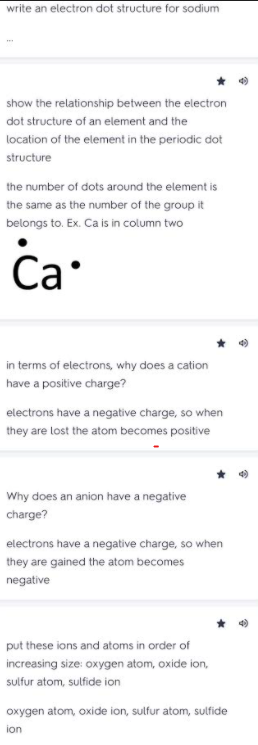 write an electron dot structure for sodium
...
show the relationship between the electron
dot structure of an element and the
location of the element in the periodic dot
structure
the number of dots around the element is
the same as the number of the group it
belongs to. Ex. Ca is in column two
Ca
in terms of electrons, why does a cation
have a positive charge?
electrons have a negative charge, so when
they are lost the atom becomes positive
Why does an anion have a negative
charge?
electrons have a negative charge, so when
they are gained the atom becomes
negative
put these ions and atoms in order of
increasing size: oxygen atom, oxide ion,
sulfur atom, sulfide ion
oxygen atom, oxide ion, sulfur atom, sulfide
ion